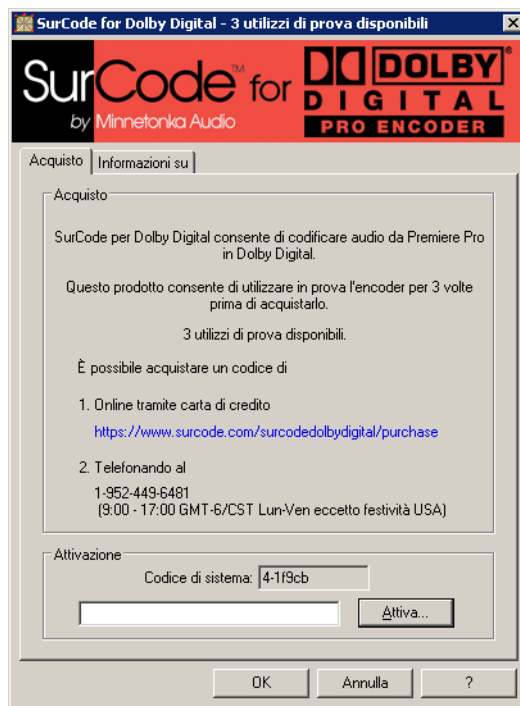 SurCode for Dolby Digital - 3 utilizzi di prova disponibili
SurCode™ for DOLBY®
DIGITAL
by Minnetonka Audio
PRO ENCODER
Acquisto
Informazioni su
Acquisto
SurCode per Dolby Digital consente di codificare audio da Premiere Pro
in Dolby Digital.
Questo prodotto consente di utilizzare in prova l'encoder per 3 volte
prima di acquistarlo.
3 utilizzi di prova disponibili.
È possibile acquistare un codice di
1. Online tramite carta di credito
https://www.surcode.com/surcodedolbydigital/purchase
2. Telefonando al
1-952-449-6481
(9:00 - 17:00 GMT-6/CST Lun-Ven eccetto festività USA)
Attivazione
Codice di sistema: 4-1f9cb
Attiva...
OK
Annulla
?